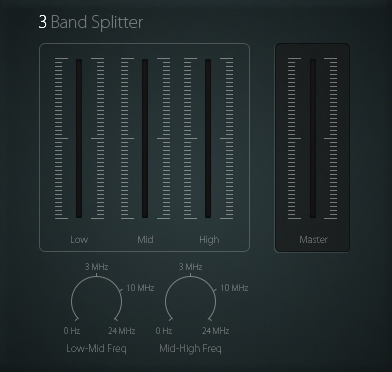 3 Band Splitter
Low Mid High Master
3 MHz 3 MHz
10 MHz 10 MHz
0 Hz 24 MHz 0 Hz 24 MHz
Low-Mid Freq Mid-High Freq